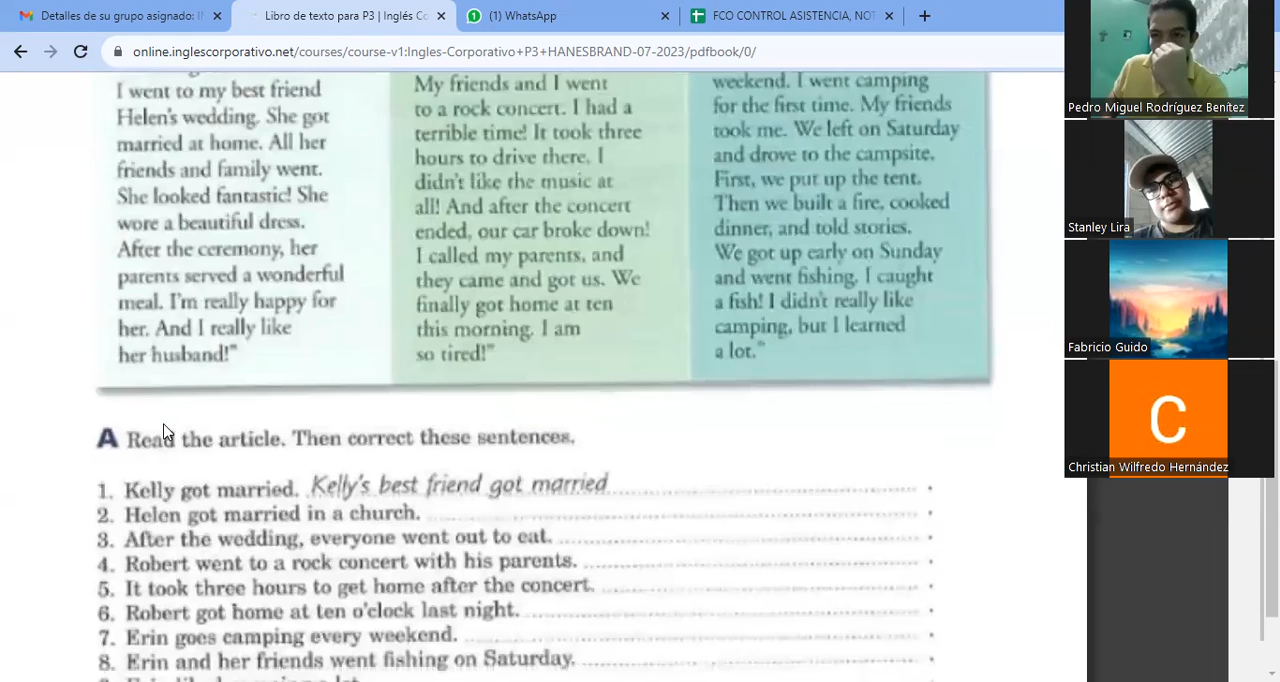 Detalles de su grupo asignado: I
Libro de texto para P3 | Inglés Co
(1) WhatsApp
FCO CONTROL ASISTENCIA, NOT
online.inglescorporativo.net/courses/course-v1:Ingles-Corporativo+P3+HANESBRAND-07-2023/pdfbook/0/
I went to my best friend
Helen's wedding. She got
married at home. All her
friends and family went.
She looked fantastic! She
wore a beautiful dress.
After the ceremony, her
parents served a wonderful
meal. I'm really happy for
her. And I really like
her husband!"
My friends and I went
to a rock concert. I had a
terrible time! It took three
hours to drive there. I
didn't like the music at
all! And after the concert
ended, our car broke down!
I called my parents, and
they came and got us. We
finally got home at ten
this morning. I am
so tired!"
weekend. I went camping
for the first time. My friends
took me. We left on Saturday
and drove to the campsite.
First, we put up the tent.
Then we built a fire, cooked
dinner, and told stories.
We got up early on Sunday
and went fishing. I caught
a fish! I didn't really like
camping, but I learned
a lot."
A Read the article. Then correct these sentences.
1. Kelly got married. Kelly's best friend got married
2. Helen got married in a church.
3. After the wedding, everyone went out to eat.
4. Robert went to a rock concert with his parents.
5. It took three hours to get home after the concert.
6. Robert got home at ten o'clock last night.
7. Erin goes camping every weekend.
8. Erin and her friends went fishing on Saturday.
Pedro Miguel Rodríguez Benítez
Stanley Lira
Fabricio Guido
C
Christian Wilfredo Hernández